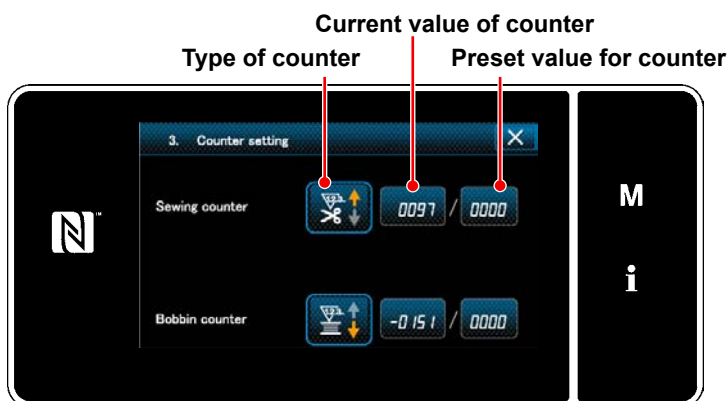 Current value of counter
Type of counter
Preset value for counter
3. Counter setting
Sewing counter
0097 / 0000
M
i
Bobbin counter
-0151 / 0000